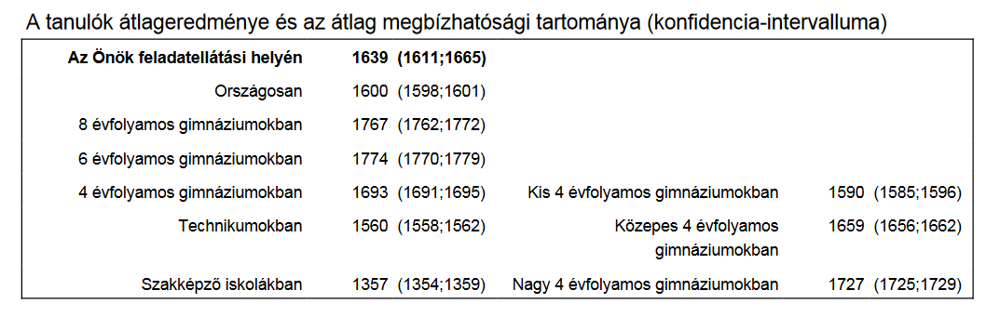 A tanulók átlageredménye és az átlag megbízhatósági tartománya (konfidencia-intervalluma)
Az Önök feladatellátási helyén 1639 (1611;1665)
Országosan 1600 (1598;1601)
8 évfolyamos gimnáziumokban 1767 (1762;1772)
6 évfolyamos gimnáziumokban 1774 (1770;1779)
4 évfolyamos gimnáziumokban 1693 (1691;1695) Kis 4 évfolyamos gimnáziumokban 1590 (1585;1596)
Technikumokban 1560 (1558;1562) Közepes 4 évfolyamos 1659 (1656;1662)
gimnáziumokban
Szakképző iskolákban 1357 (1354;1359) Nagy 4 évfolyamos gimnáziumokban 1727 (1725;1729)